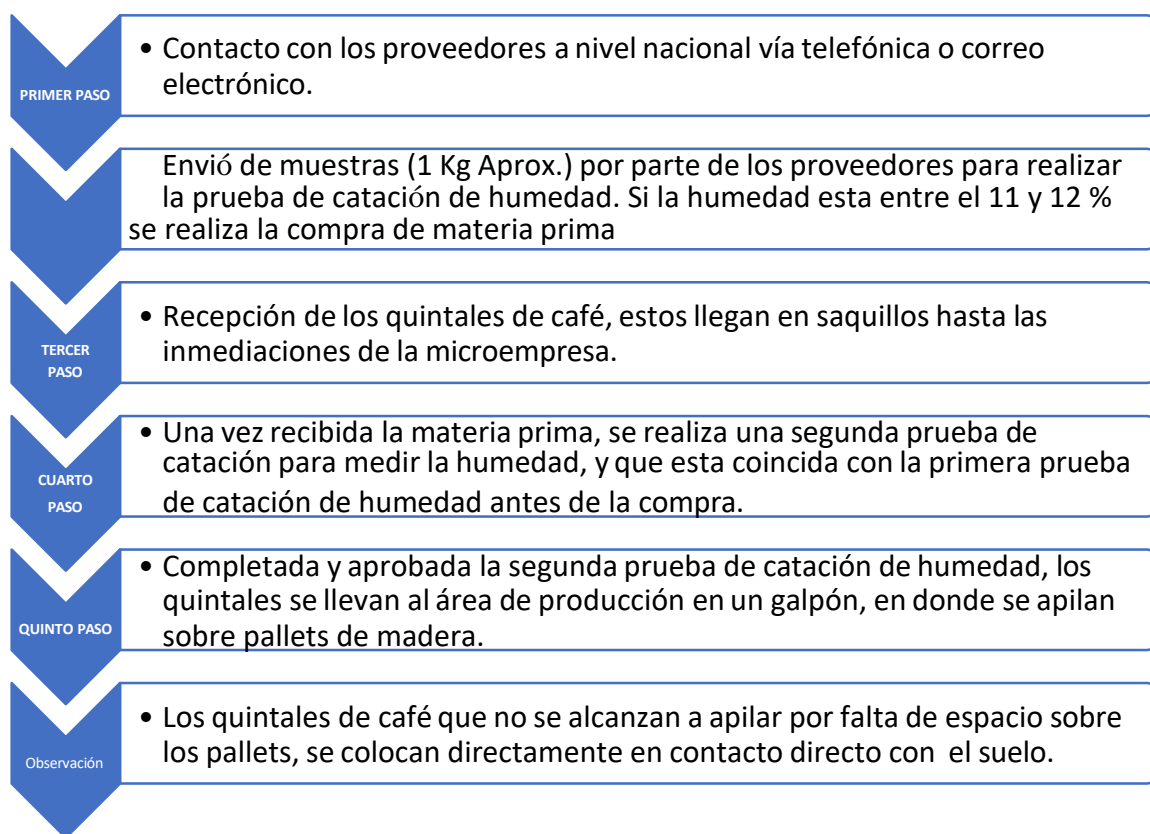 PRIMER PASO
• Contacto con los proveedores a nivel nacional vía telefónica o correo
electrónico.
Envió de muestras (1 Kg Aprox.) por parte de los proveedores para realizar
la prueba de catación de humedad. Si la humedad esta entre el 11 y 12 %
se realiza la compra de materia prima
TERCER
PASO
• Recepción de los quintales de café, estos llegan en saquillos hasta las
inmediaciones de la microempresa.
CUARTO
PASO
• Una vez recibida la materia prima, se realiza una segunda prueba de
catación para medir la humedad, y que esta coincida con la primera prueba
de catación de humedad antes de la compra.
QUINTO PASO
• Completada y aprobada la segunda prueba de catación de humedad, los
quintales se llevan al área de producción en un galpón, en donde se apilan
sobre pallets de madera.
Observación
• Los quintales de café que no se alcanzan a apilar por falta de espacio sobre
los pallets, se colocan directamente en contacto directo con el suelo.